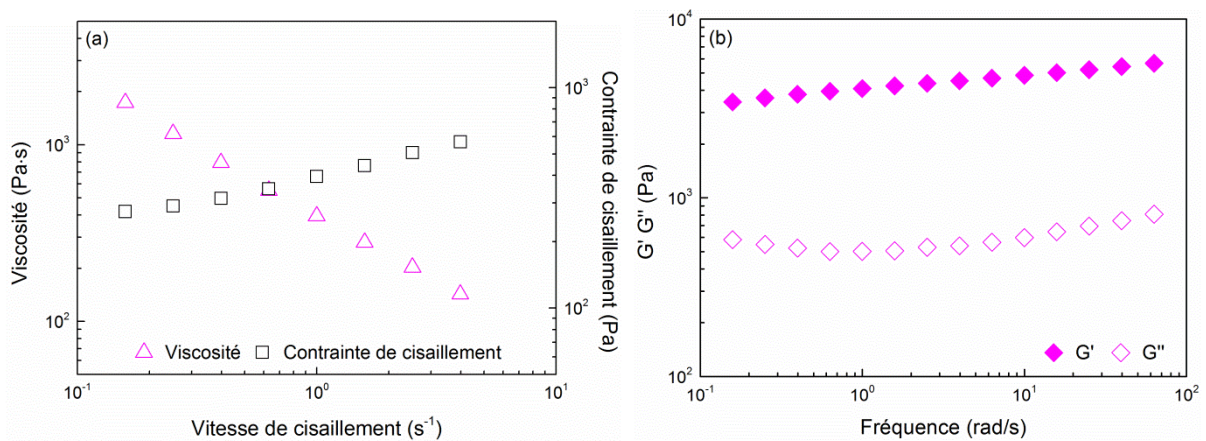 (a)
10³
10²
Viscosité (Pa·s)
10³
10²
Contrainte de cisaillement
(Pa)
Viscosité Contrainte de cisaillement
10⁻¹ 10⁰ 10¹
Vitesse de cisaillement (s⁻¹)
(b)
10⁴
10³
10²
G' G" (Pa)
G' G"
10⁻¹ 10⁰ 10¹ 10²
Fréquence (rad/s)